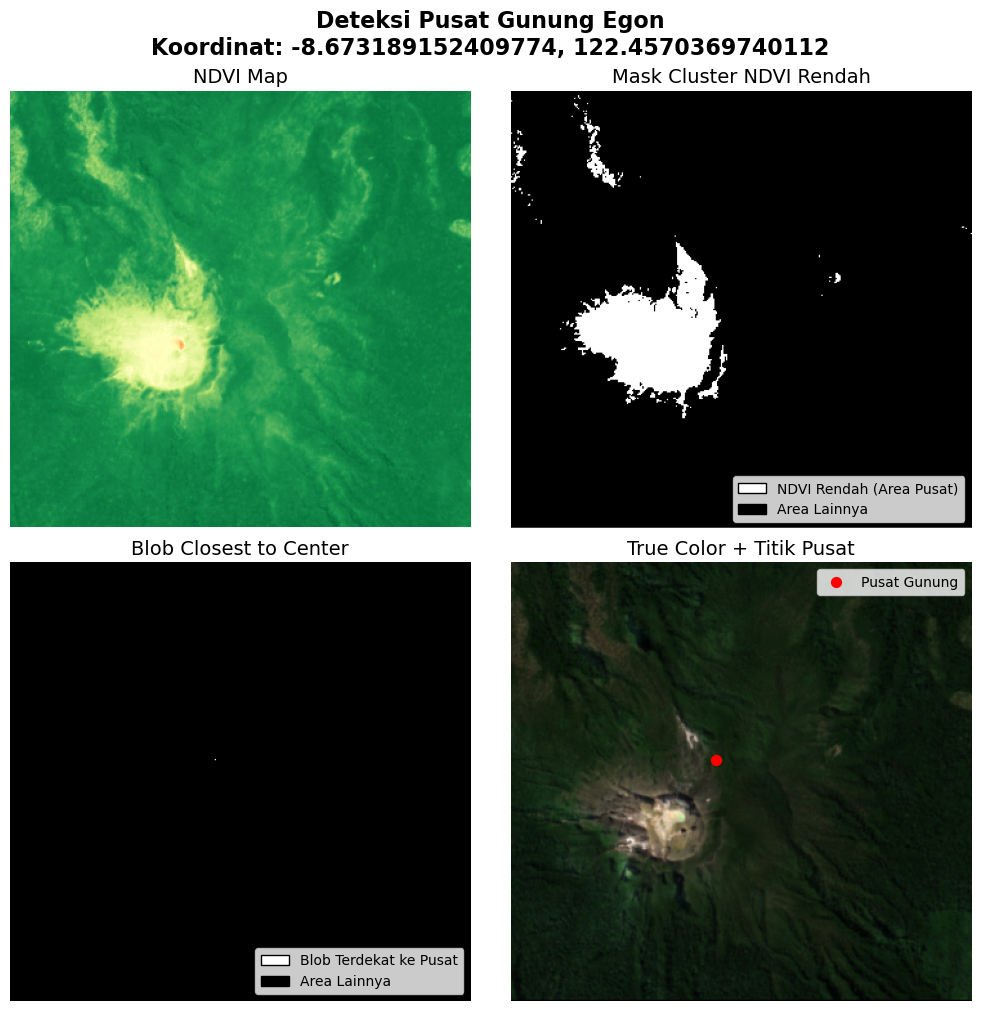 Deteksi Pusat Gunung Egon
Koordinat: -8.673189152409774, 122.4570369740112
NDVI Map
Mask Cluster NDVI Rendah
NDVI Rendah (Area Pusat)
Area Lainnya
Blob Closest to Center
True Color + Titik Pusat
Blob Terdekat ke Pusat
Area Lainnya
Pusat Gunung